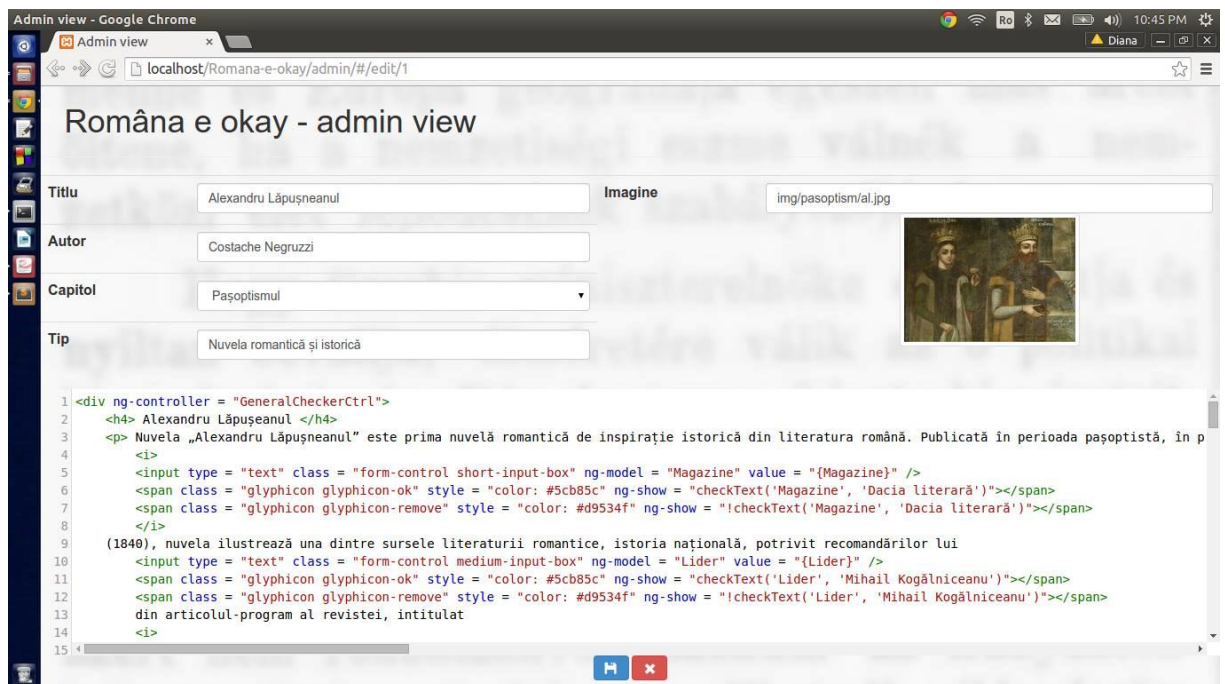 Admin view - Google Chrome
Ro
10:45 PM
Admin view
×
Diana
localhost/Romana-e-okay/admin/#/edit/1
Româna e okay - admin view
Titlu
Alexandru Lăpușneanul
Imagine
img/pasoptism/al.jpg
Autor
Costache Negruzzi
Capitol
Pașoptismul
Tip
Nuvela romantică și istorică
1 <div ng-controller = "GeneralCheckerCtrl">
2 <h4> Alexandru Lăpușeanul </h4>
3 <p> Nuvela „Alexandru Lăpușneanul” este prima nuvelă romantică de inspirație istorică din literatura română. Publicată în perioada pașoptistă, în p
4 <i>
5 <input type = "text" class = "form-control short-input-box" ng-model = "Magazine" value = "{Magazine}" />
6 <span class = "glyphicon glyphicon-ok" style = "color: #5cb85c" ng-show = "checkText('Magazine', 'Dacia literară')"></span>
7 <span class = "glyphicon glyphicon-remove" style = "color: #d9534f" ng-show = "!checkText('Magazine', 'Dacia literară')"></span>
8 </i>
9 (1840), nuvela ilustrează una dintre sursele literaturii romantice, istoria națională, potrivit recomandărilor lui
10 <input type = "text" class = "form-control medium-input-box" ng-model = "Lider" value = "{Lider}" />
11 <span class = "glyphicon glyphicon-ok" style = "color: #5cb85c" ng-show = "checkText('Lider', 'Mihail Kogălniceanu')"></span>
12 <span class = "glyphicon glyphicon-remove" style = "color: #d9534f" ng-show = "!checkText('Lider', 'Mihail Kogălniceanu')"></span>
13 din articolul-program al revistei, intitulat
14 <i>
15